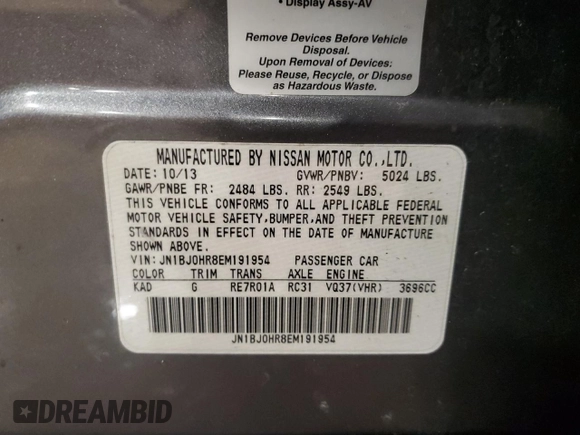 • Display Assy-AV
Remove Devices Before Vehicle
Disposal.
Upon Removal of Devices:
Please Reuse, Recycle, or Dispose
as Hazardous Waste.
MANUFACTURED BY NISSAN MOTOR CO.,LTD.
DATE: 10/13 GVWR/PNBV: 5024 LBS.
GAWR/PNBE FR: 2484 LBS. RR: 2549 LBS.
THIS VEHICLE CONFORMS TO ALL APPLICABLE FEDERAL
MOTOR VEHICLE SAFETY,BUMPER,AND THEFT PREVENTION
STANDARDS IN EFFECT ON THE DATE OF MANUFACTURE
SHOWN ABOVE.
VIN: JN1BJ0HR8EM191954 PASSENGER CAR
COLOR TRIM TRANS AXLE ENGINE
KAD G RE7R01A RC31 VQ37(VHR) 3696CC
JN1BJ0HR8EM191954
DREAMBID